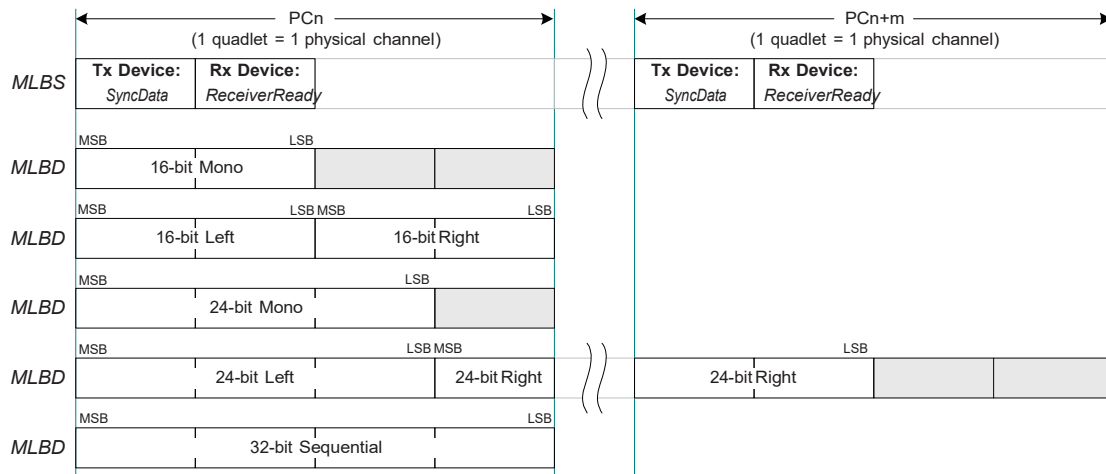 PCn
(1 quadlet = 1 physical channel)
PCn+m
(1 quadlet = 1 physical channel)
MLBS
Tx Device:
SyncData
Rx Device:
ReceiverReady
Tx Device:
SyncData
Rx Device:
ReceiverReady
MSB LSB
MLBD 16-bit Mono
MSB LSB MSB LSB
MLBD 16-bit Left 16-bit Right
MSB LSB
MLBD 24-bit Mono
MSB LSB MSB LSB
MLBD 24-bit Left 24-bit Right 24-bit Right
MSB LSB
MLBD 32-bit Sequential